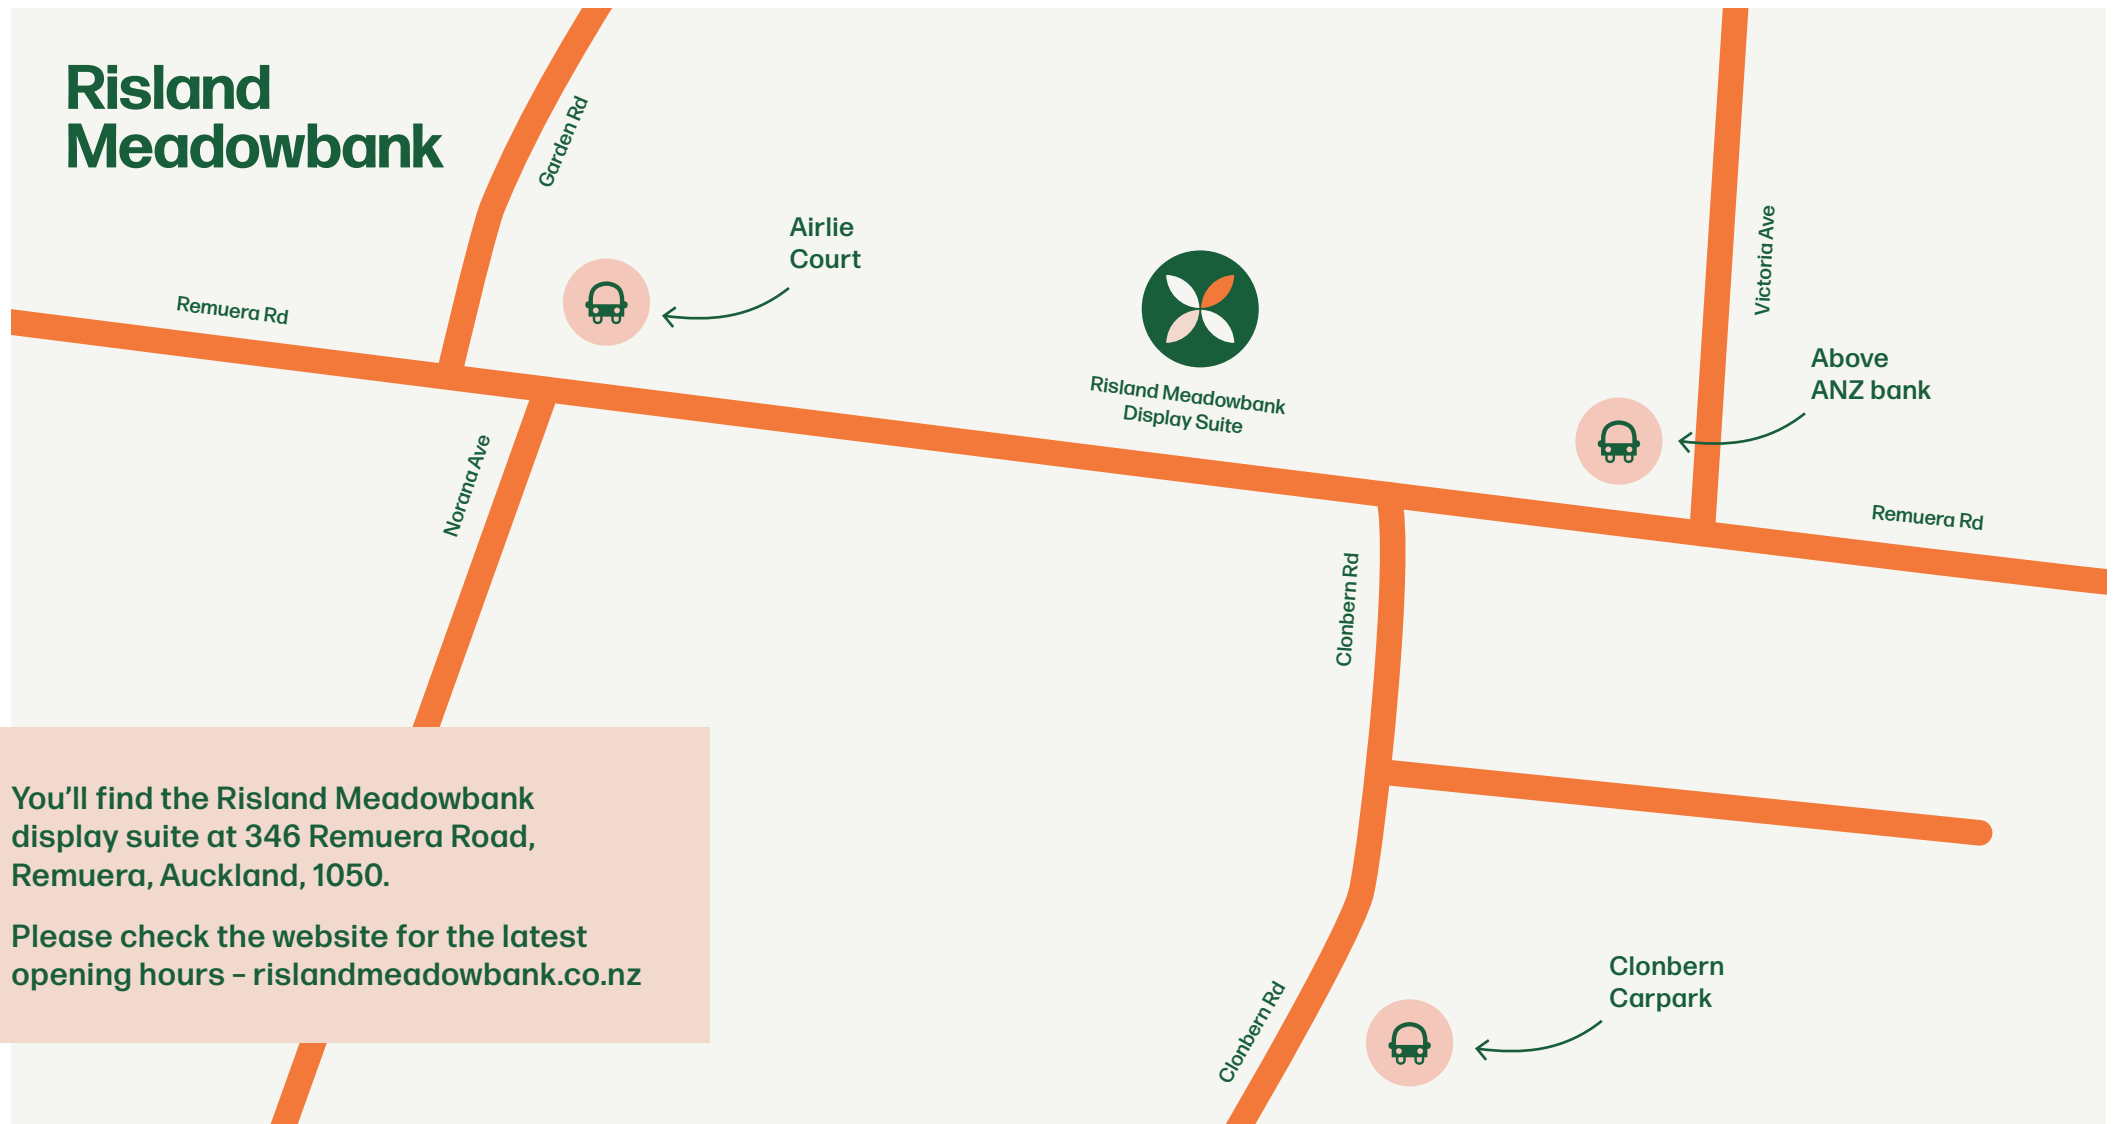 Risland
Meadowbank
Garden Rd
Airlie
Court
Remuera Rd
Victoria Ave
Above
ANZ bank
Risland Meadowbank
Display Suite
Norana Ave
Remuera Rd
Clonbern Rd
You’ll find the Risland Meadowbank
display suite at 346 Remuera Road,
Remuera, Auckland, 1050.
Please check the website for the latest
opening hours – rislandmeadowbank.co.nz
Clonbern
Carpark
Clonbern Rd